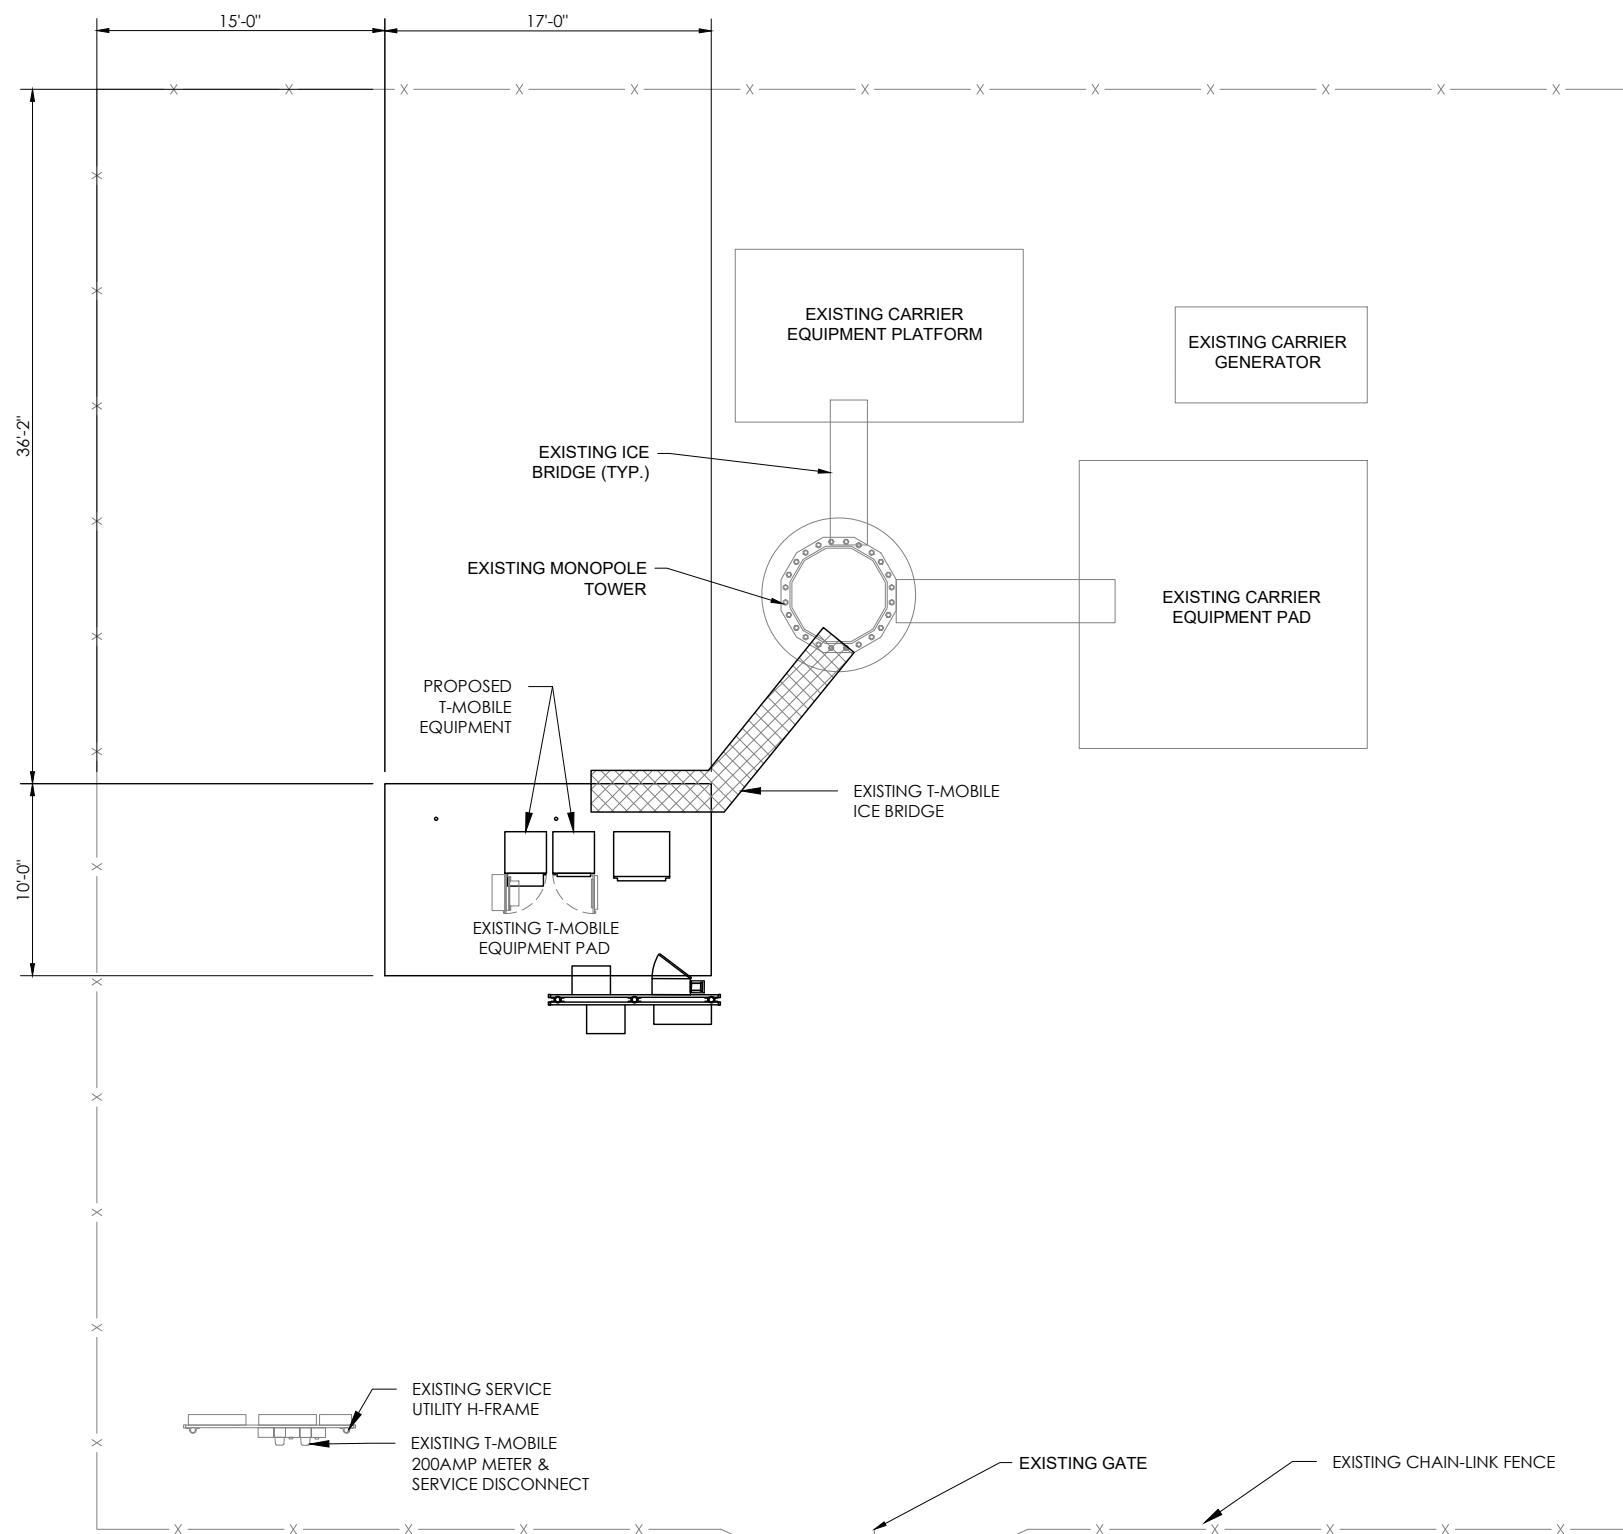 15'-0"
17'-0"
36'-2"
EXISTING CARRIER
EQUIPMENT PLATFORM
EXISTING CARRIER
GENERATOR
EXISTING ICE
BRIDGE (TYP.)
EXISTING MONOPOLE
TOWER
EXISTING CARRIER
EQUIPMENT PAD
PROPOSED
T-MOBILE
EQUIPMENT
EXISTING T-MOBILE
ICE BRIDGE
10'-0"
EXISTING T-MOBILE
EQUIPMENT PAD
EXISTING SERVICE
UTILITY H-FRAME
EXISTING T-MOBILE
200AMP METER &
SERVICE DISCONNECT
EXISTING GATE
EXISTING CHAIN-LINK FENCE